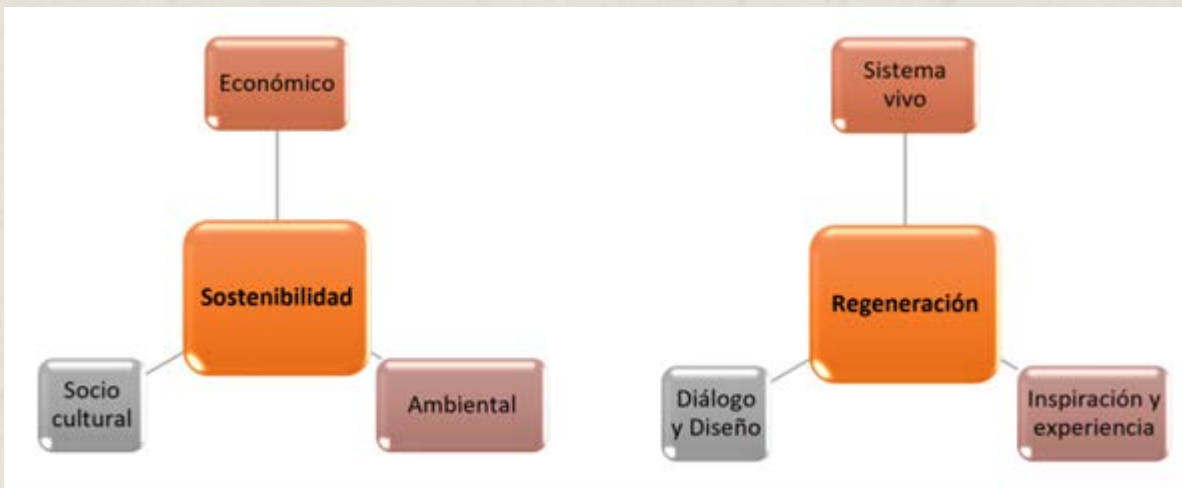 Económico
Sostenibilidad
Socio
cultural
Ambiental
Sistema
vivo
Regeneración
Diálogo
y Diseño
Inspiración y
experiencia